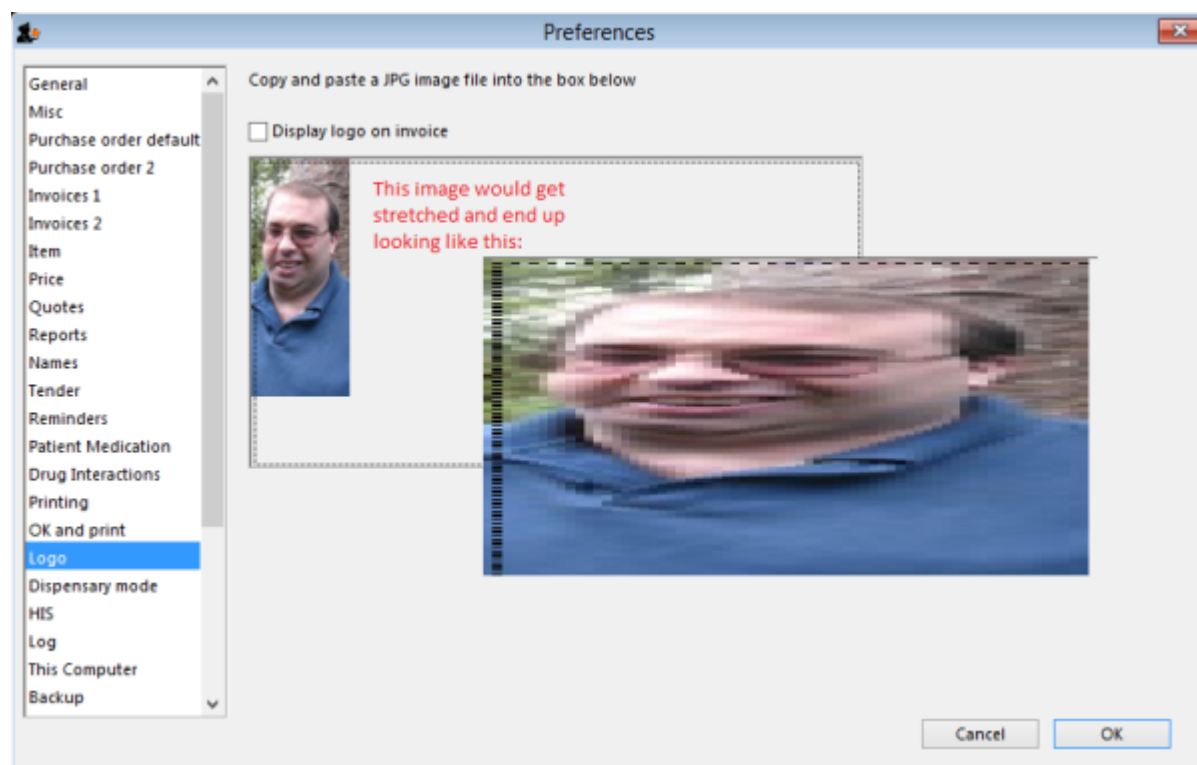 Preferences
General
Misc
Purchase order default
Purchase order 2
Invoices 1
Invoices 2
Item
Price
Quotes
Reports
Names
Tender
Reminders
Patient Medication
Drug Interactions
Printing
OK and print
Logo
Dispensary mode
HIS
Log
This Computer
Backup
Copy and paste a JPG image file into the box below
Display logo on invoice
This image would get
stretched and end up
looking like this:
Cancel
OK